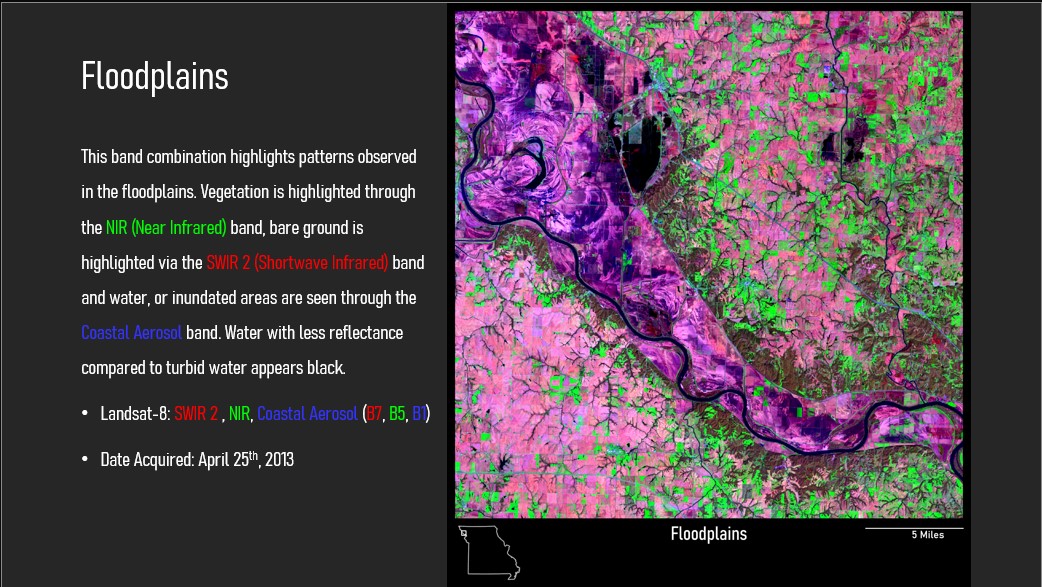 Floodplains
This band combination highlights patterns observed
in the floodplains. Vegetation is highlighted through
the NIR (Near Infrared) band, bare ground is
highlighted via the SWIR 2 (Shortwave Infrared) band
and water, or inundated areas are seen through the
Coastal Aerosol band. Water with less reflectance
compared to turbid water appears black.
• Landsat-8: SWIR 2 , NIR, Coastal Aerosol (B7, B5, B1)
• Date Acquired: April 25th, 2013
Floodplains
5 Miles